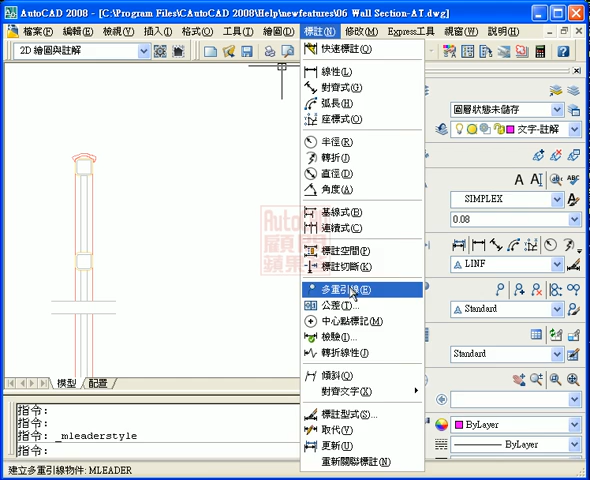 AutoCAD 2008 - [C:\Program Files\CAutoCAD 2008\Help\newfeatures\06 Wall Section-AT.dwg]
檔案(F) 編輯(E) 檢視(V) 插入(I) 格式(O) 工具(T) 繪圖(D) 標註(N) 修改(M) Express工具 視窗(W) 說明(H)
2D 繪圖與註解
快速標註(Q)
線性(L)
對齊式(G)
弧長(H)
座標式(O)
半徑(R)
轉折(J)
直徑(D)
角度(A)
基線式(B)
連續式(C)
標註空間(P)
標註切斷(K)
多重引線(E)
公差(T)...
中心點標記(M)
檢驗(I)...
轉折線性(J)
傾斜(Q)
對齊文字(X)
標註型式(S)...
取代(V)
更新(U)
重新關聯標註(N)
圖層狀態未儲存
文字-註解
SIMPLEX
0.08
LINF
Standard
Standard
ByLayer
ByLayer
AutoCAD
顧問
蘋果
模型 配置
指令:
指令:
指令: _mleaderstyle
指令:
建立多重引線物件: MLEADER